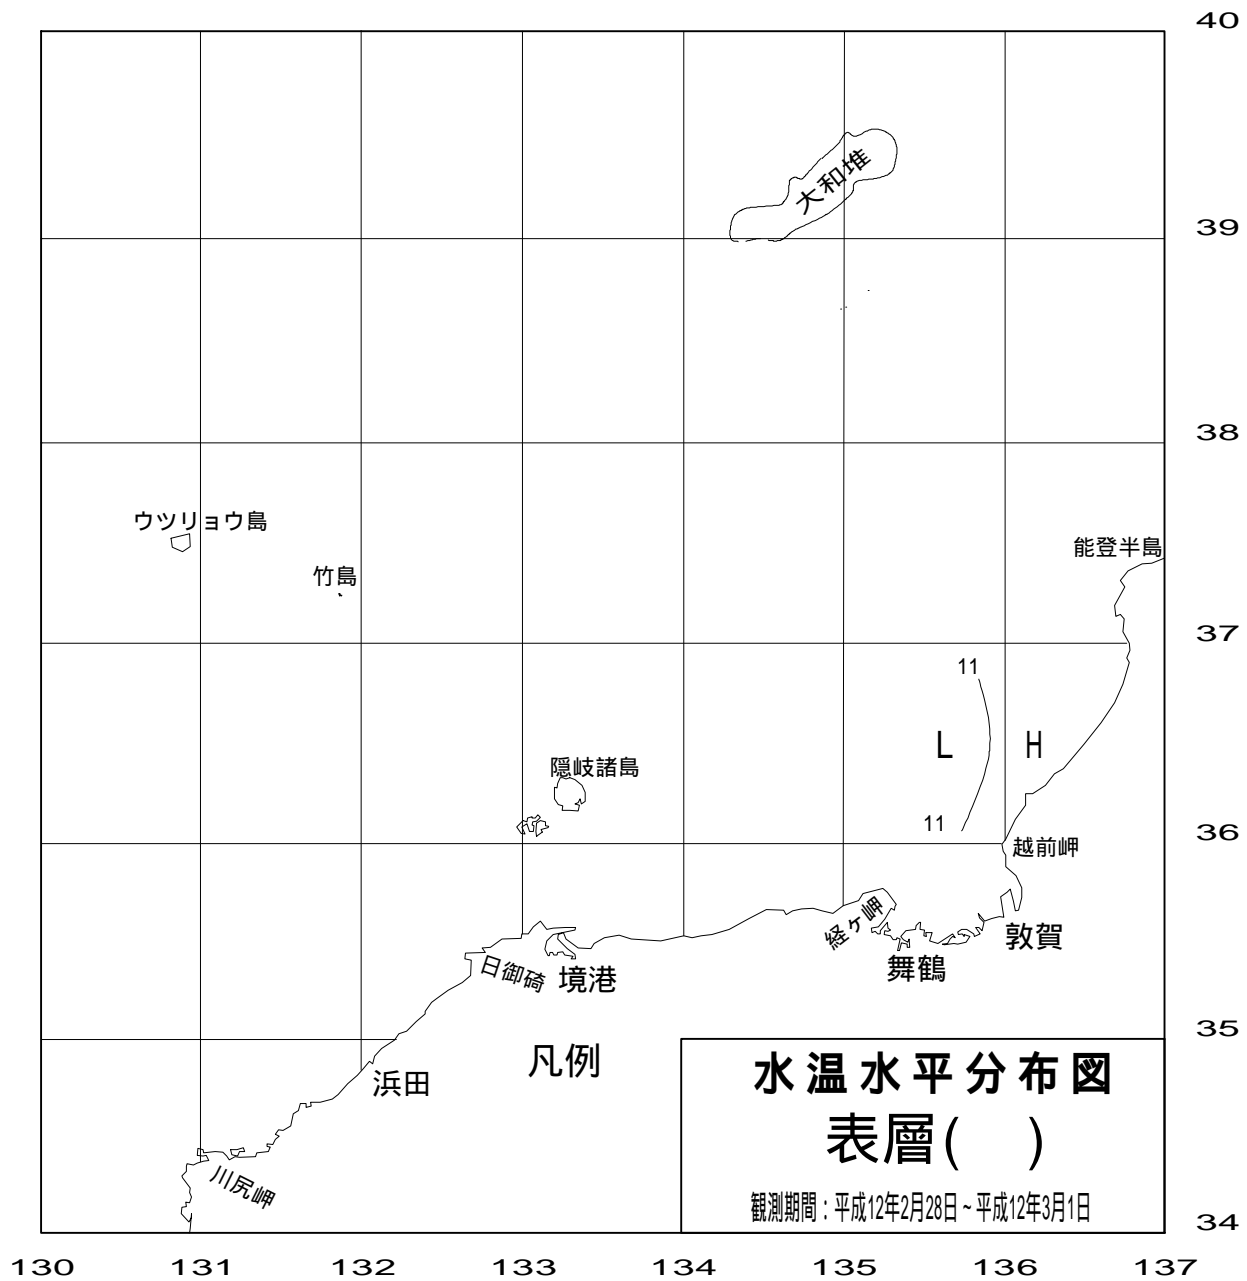 40
大和堆
39
38
ウツリョウ島
竹島
能登半島
37
11
L H
隠岐諸島
11
36
越前岬
経ヶ岬
敦賀
舞鶴
日御碕
境港
35
凡例
浜田
水温水平分布図
表層( )
観測期間:平成12年2月28日~平成12年3月1日
川尻岬
34
130 131 132 133 134 135 136 137